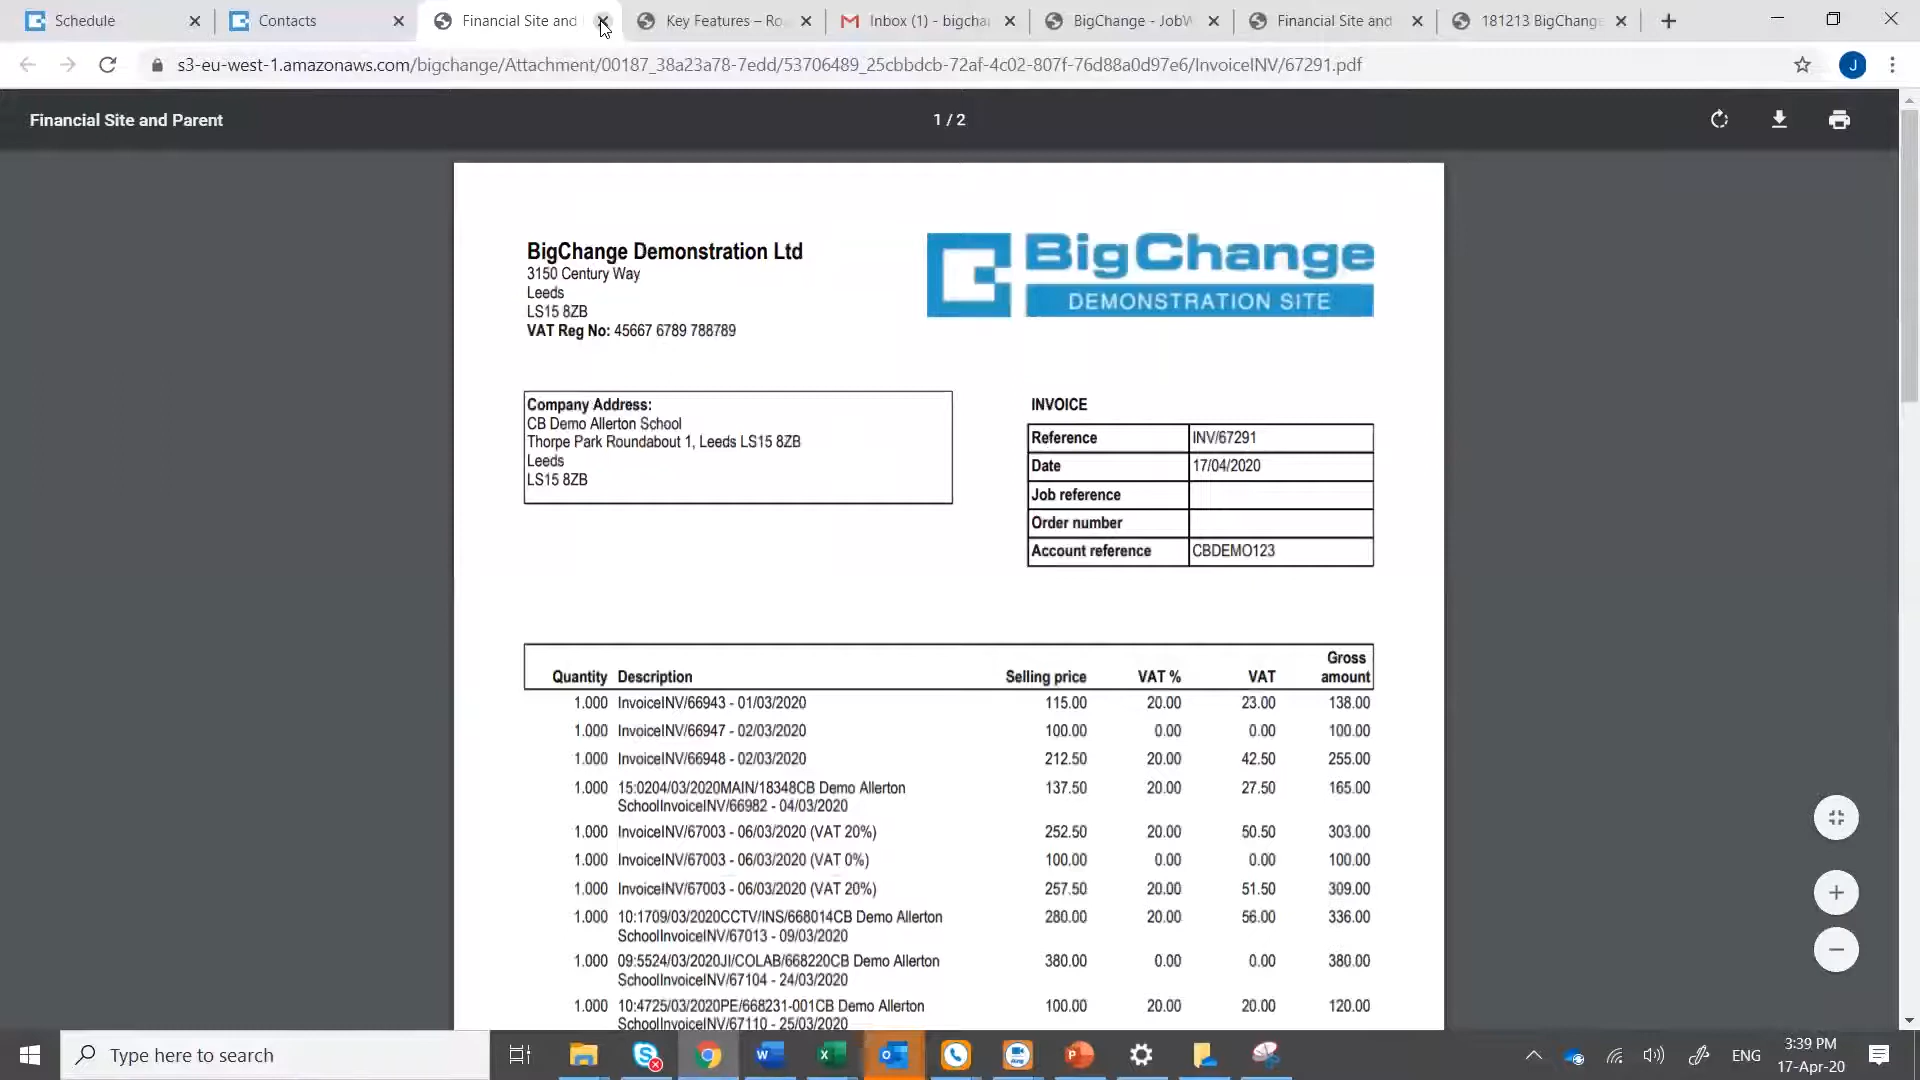 Schedule
Contacts
Financial Site and
Key Features – Ro
Inbox (1) - bigcha
BigChange - JobW
Financial Site and
181213 BigChange
s3-eu-west-1.amazonaws.com/bigchange/Attachment/00187_38a23a78-7edd/53706489_25cbbdcb-72af-4c02-807f-76d88a0d97e6/InvoiceINV/67291.pdf
J
Financial Site and Parent
1 / 2
BigChange Demonstration Ltd
3150 Century Way
Leeds
LS15 8ZB
VAT Reg No: 45667 6789 788789
BigChange
DEMONSTRATION SITE
Company Address:
CB Demo Allerton School
Thorpe Park Roundabout 1, Leeds LS15 8ZB
Leeds
LS15 8ZB
INVOICE
Reference INV/67291
Date 17/04/2020
Job reference
Order number
Account reference CBDEMO123
Quantity Description Selling price VAT % VAT Gross amount
1.000 InvoiceINV/66943 - 01/03/2020 115.00 20.00 23.00 138.00
1.000 InvoiceINV/66947 - 02/03/2020 100.00 0.00 0.00 100.00
1.000 InvoiceINV/66948 - 02/03/2020 212.50 20.00 42.50 255.00
1.000 15:0204/03/2020MAIN/18348CB Demo Allerton 137.50 20.00 27.50 165.00
SchoolInvoiceINV/66982 - 04/03/2020
1.000 InvoiceINV/67003 - 06/03/2020 (VAT 20%) 252.50 20.00 50.50 303.00
1.000 InvoiceINV/67003 - 06/03/2020 (VAT 0%) 100.00 0.00 0.00 100.00
1.000 InvoiceINV/67003 - 06/03/2020 (VAT 20%) 257.50 20.00 51.50 309.00
1.000 10:1709/03/2020CCTV/INS/668014CB Demo Allerton 280.00 20.00 56.00 336.00
SchoolInvoiceINV/67013 - 09/03/2020
1.000 09:5524/03/2020JI/COLAB/668220CB Demo Allerton 380.00 0.00 0.00 380.00
SchoolInvoiceINV/67104 - 24/03/2020
1.000 10:4725/03/2020PE/668231-001CB Demo Allerton 100.00 20.00 20.00 120.00
SchoolInvoiceINV/67110 - 25/03/2020
Type here to search
ENG
3:39 PM
17-Apr-20